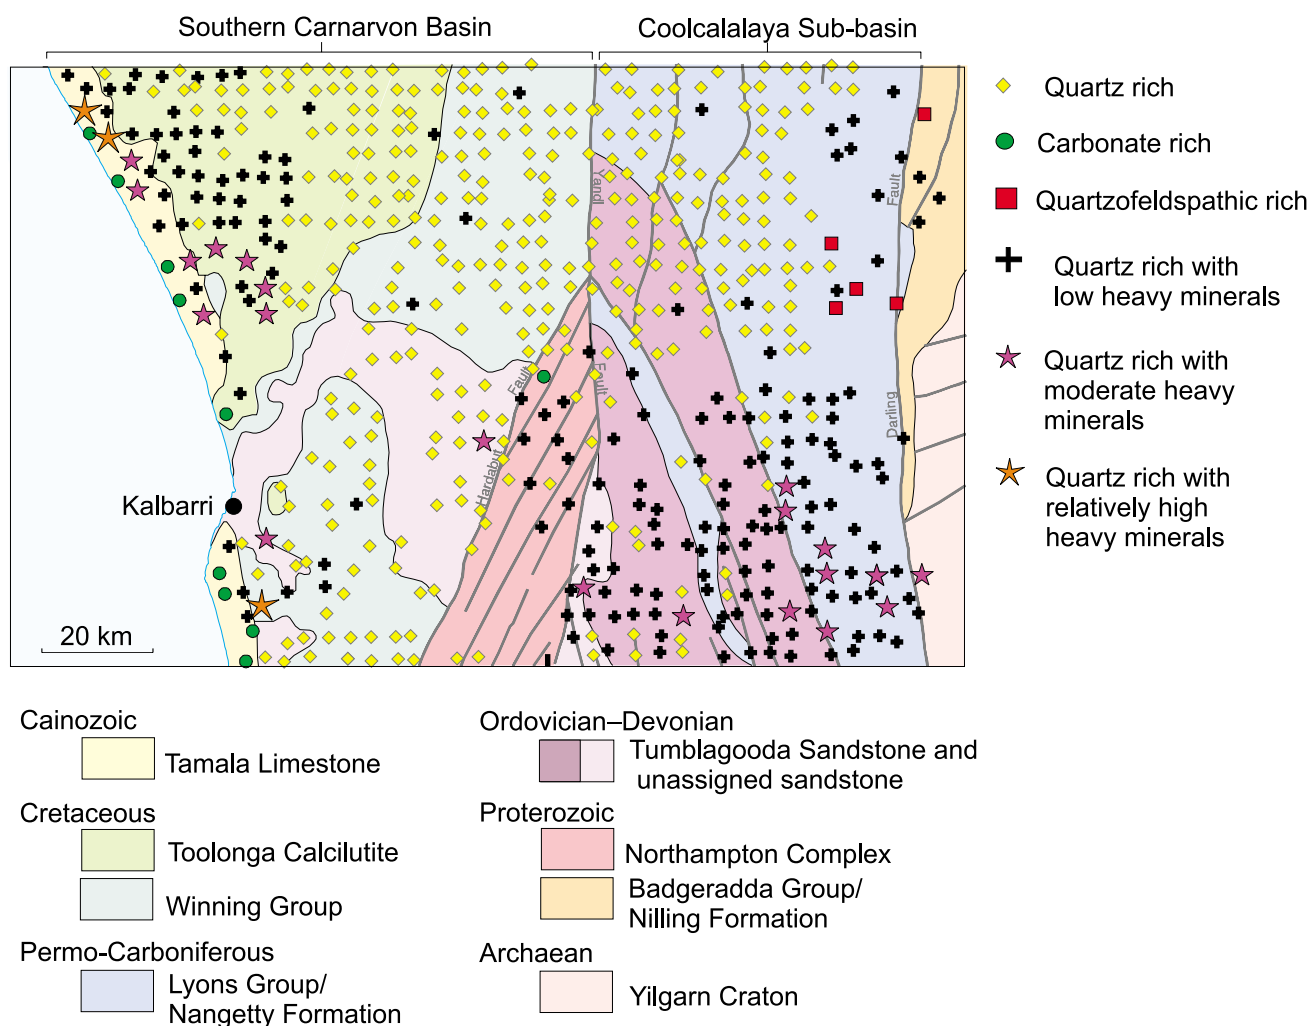 Southern Carnarvon Basin
Coolcalalaya Sub-basin
Quartz rich
Carbonate rich
Quartzofeldspathic rich
Quartz rich with
low heavy minerals
Quartz rich with
moderate heavy
minerals
Quartz rich with
relatively high
heavy minerals
Yandi
Fault
Fault
Fault
Darling
Hardabut
Kalbarri
20 km
Cainozoic
Tamala Limestone
Cretaceous
Toolonga Calcilutite
Winning Group
Permo-Carboniferous
Lyons Group/
Nangetty Formation
Ordovician–Devonian
Tumblagooda Sandstone and
unassigned sandstone
Proterozoic
Northampton Complex
Badgeradda Group/
Nilling Formation
Archaean
Yilgarn Craton